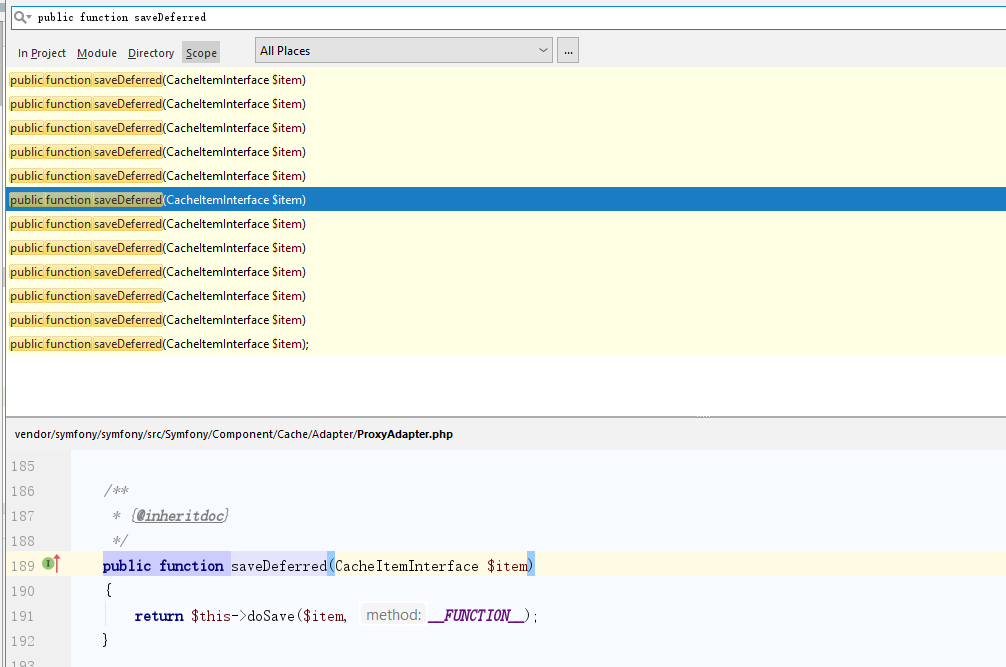 public function saveDeferred
In Project Module Directory Scope All Places ...
public function saveDeferred(CacheItemInterface $item)
public function saveDeferred(CacheItemInterface $item)
public function saveDeferred(CacheItemInterface $item)
public function saveDeferred(CacheItemInterface $item)
public function saveDeferred(CacheItemInterface $item)
public function saveDeferred(CacheItemInterface $item)
public function saveDeferred(CacheItemInterface $item)
public function saveDeferred(CacheItemInterface $item)
public function saveDeferred(CacheItemInterface $item)
public function saveDeferred(CacheItemInterface $item)
public function saveDeferred(CacheItemInterface $item)
public function saveDeferred(CacheItemInterface $item);
vendor/symfony/symfony/src/Symfony/Component/Cache/Adapter/ProxyAdapter.php
185
186 /**
187 * {@inheritdoc}
188 */
189 public function saveDeferred(CacheItemInterface $item)
190 {
191 return $this->doSave($item, method: __FUNCTION__);
192 }
193